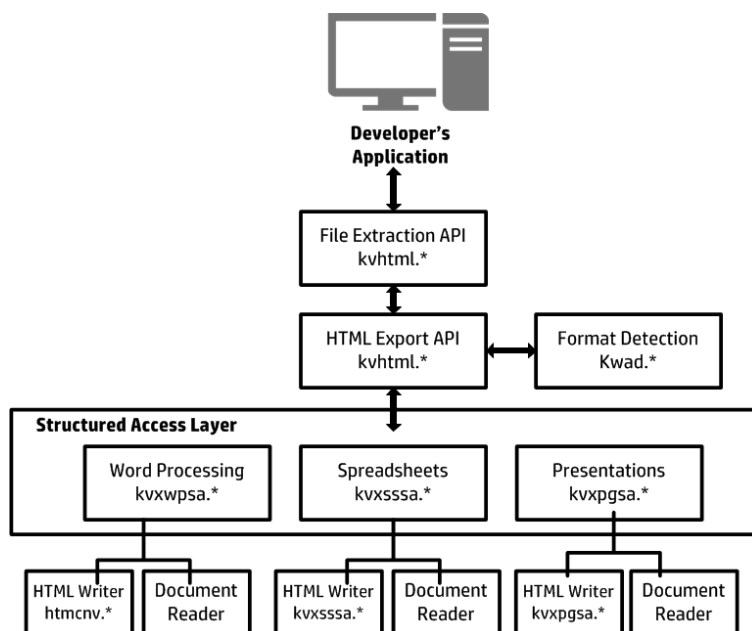 Developer's
Application
File Extraction API
kvhtml.*
HTML Export API
kvhtml.*
Format Detection
Kwad.*
Structured Access Layer
Word Processing
kvxwpsa.*
Spreadsheets
kvxsssa.*
Presentations
kvxpgsa.*
HTML Writer
htmcnv.*
Document
Reader
HTML Writer
kvxsssa.*
Document
Reader
HTML Writer
kvxpgsa.*
Document
Reader